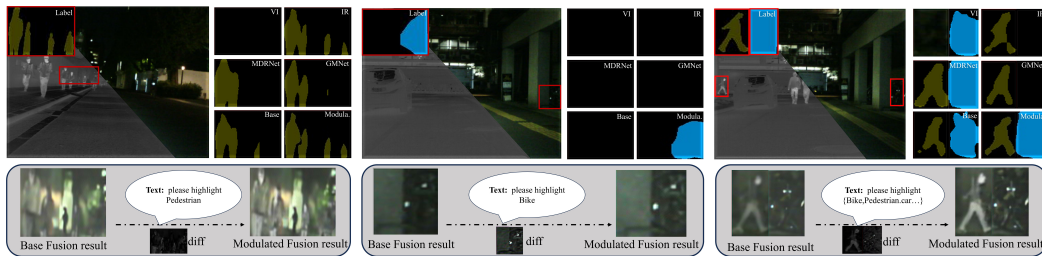 Label
VI
IR
MDRNet
GMNet
Base
Modula.
Text: please highlight
Pedestrian
Base Fusion result
diff
Modulated Fusion result
Label
VI
IR
MDRNet
GMNet
Base
Modula.
Text: please highlight
Bike
Base Fusion result
diff
Modulated Fusion result
Label
VI
IR
MDRNet
GMNet
Base
Modula.
Text: please highlight
{Bike,Pedestrian.car…}
Base Fusion result
diff
Modulated Fusion result